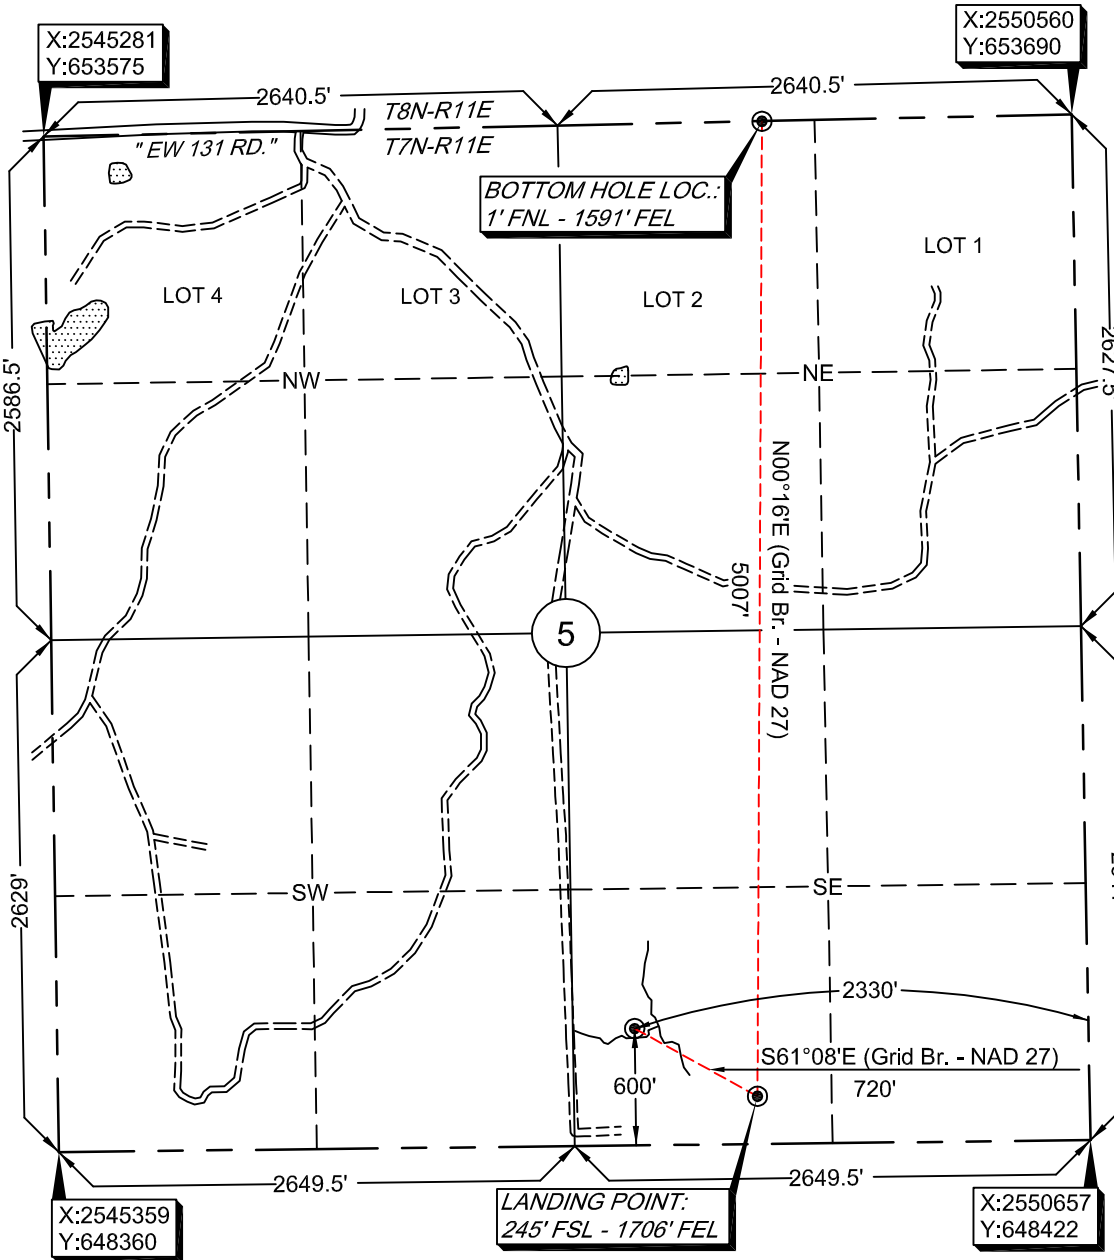 X:2545281
Y:653575
X:2550560
Y:653690
2640.5'
2640.5'
T8N-R11E
T7N-R11E
"EW 131 RD."
BOTTOM HOLE LOC.:
1' FNL - 1591' FEL
LOT 4
LOT 3
LOT 2
LOT 1
2586.5'
2627.5'
NW
NE
N00°16'E (Grid Br. - NAD 27)
5007'
5
2629'
SW
SE
2330'
S61°08'E (Grid Br. - NAD 27)
720'
600'
2649.5'
2649.5'
LANDING POINT:
245' FSL - 1706' FEL
X:2545359
Y:648360
X:2550657
Y:648422